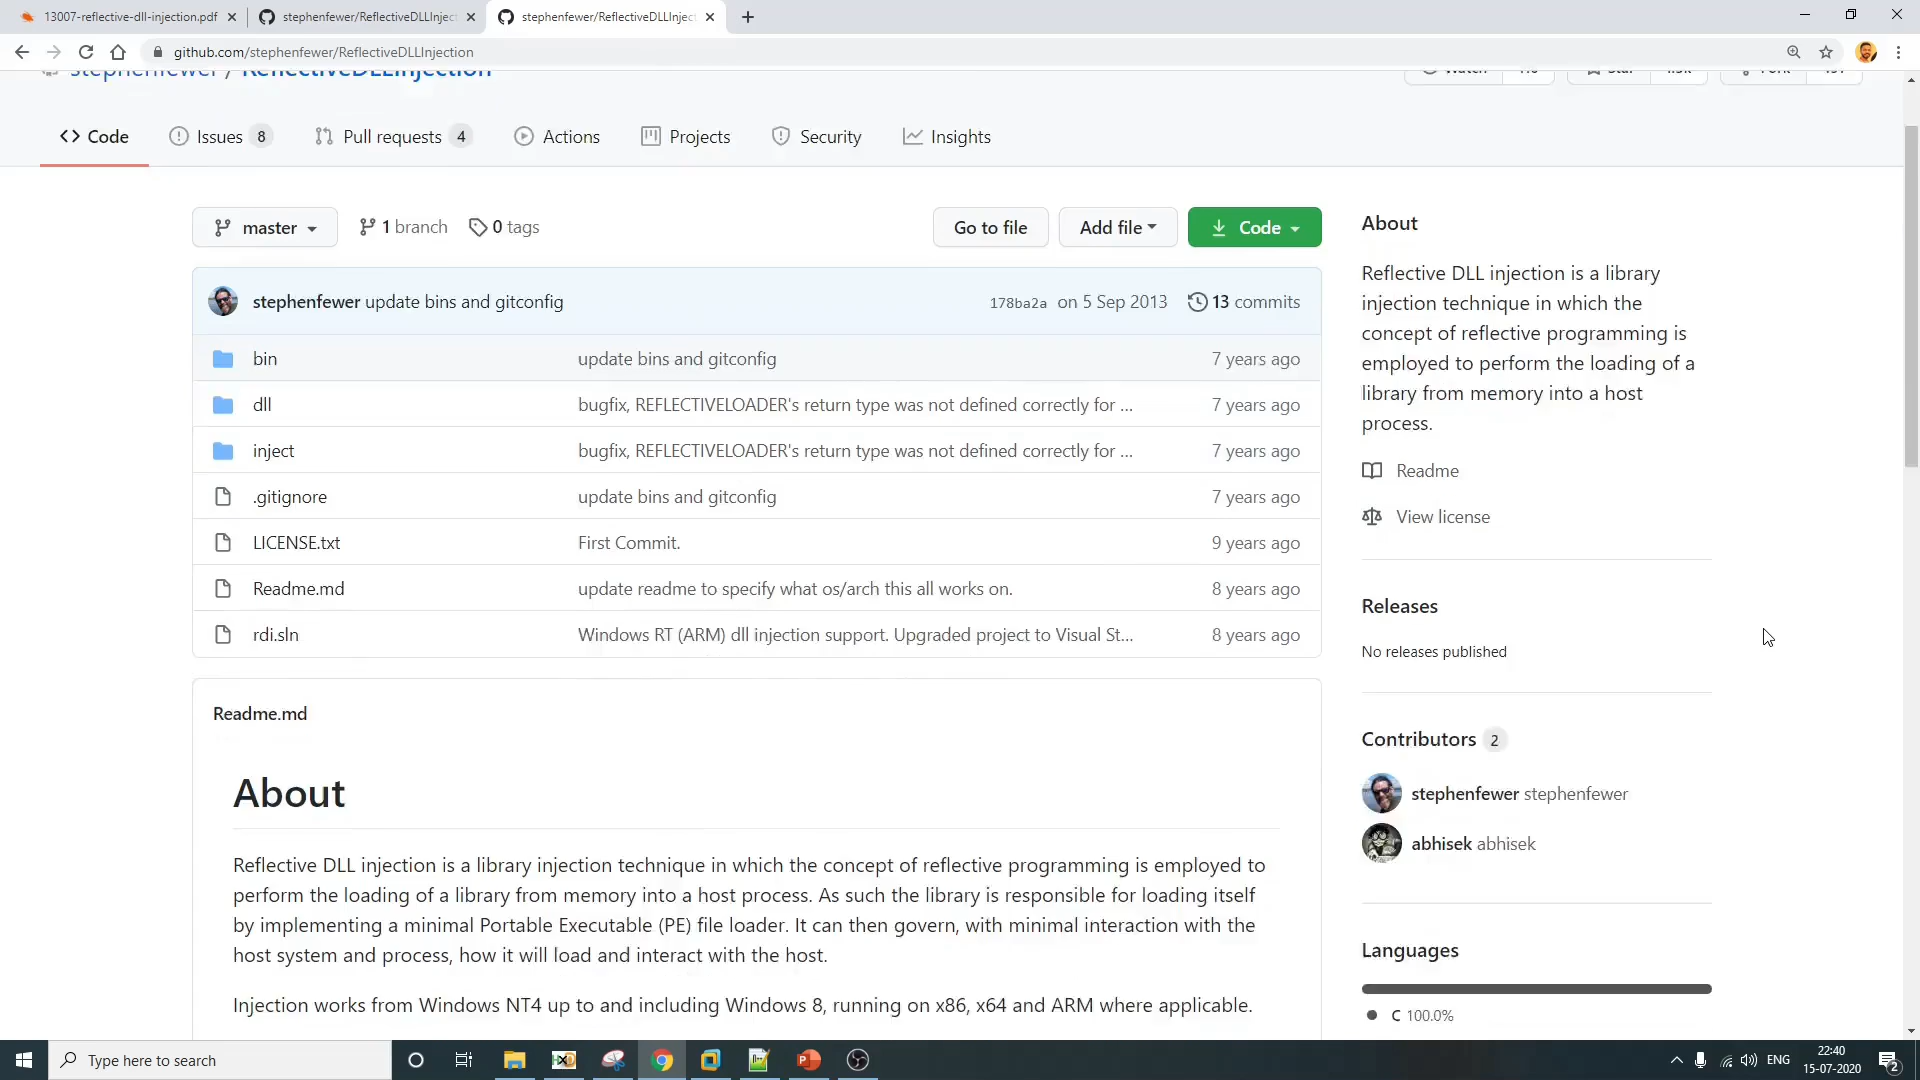 13007-reflective-dll-injection.pdf
stephenfewer/ReflectiveDLLInject
stephenfewer/ReflectiveDLLInject
github.com/stephenfewer/ReflectiveDLLInjection
stephenfewer / ReflectiveDLLInjection
Watch
Star
Fork
Code
Issues 8
Pull requests 4
Actions
Projects
Security
Insights
master
1 branch
0 tags
Go to file
Add file
Code
stephenfewer update bins and gitconfig
178ba2a on 5 Sep 2013
13 commits
bin update bins and gitconfig 7 years ago
dll bugfix, REFLECTIVELOADER's return type was not defined correctly for ... 7 years ago
inject bugfix, REFLECTIVELOADER's return type was not defined correctly for ... 7 years ago
.gitignore update bins and gitconfig 7 years ago
LICENSE.txt First Commit. 9 years ago
Readme.md update readme to specify what os/arch this all works on. 8 years ago
rdi.sln Windows RT (ARM) dll injection support. Upgraded project to Visual St... 8 years ago
Readme.md
About
Reflective DLL injection is a library injection technique in which the concept of reflective programming is employed to
perform the loading of a library from memory into a host process. As such the library is responsible for loading itself
by implementing a minimal Portable Executable (PE) file loader. It can then govern, with minimal interaction with the
host system and process, how it will load and interact with the host.
Injection works from Windows NT4 up to and including Windows 8, running on x86, x64 and ARM where applicable.
About
Reflective DLL injection is a library
injection technique in which the
concept of reflective programming is
employed to perform the loading of a
library from memory into a host
process.
Readme
View license
Releases
No releases published
Contributors 2
stephenfewer stephenfewer
abhisek abhisek
Languages
C 100.0%
Type here to search
ENG
22:40
15-07-2020
2